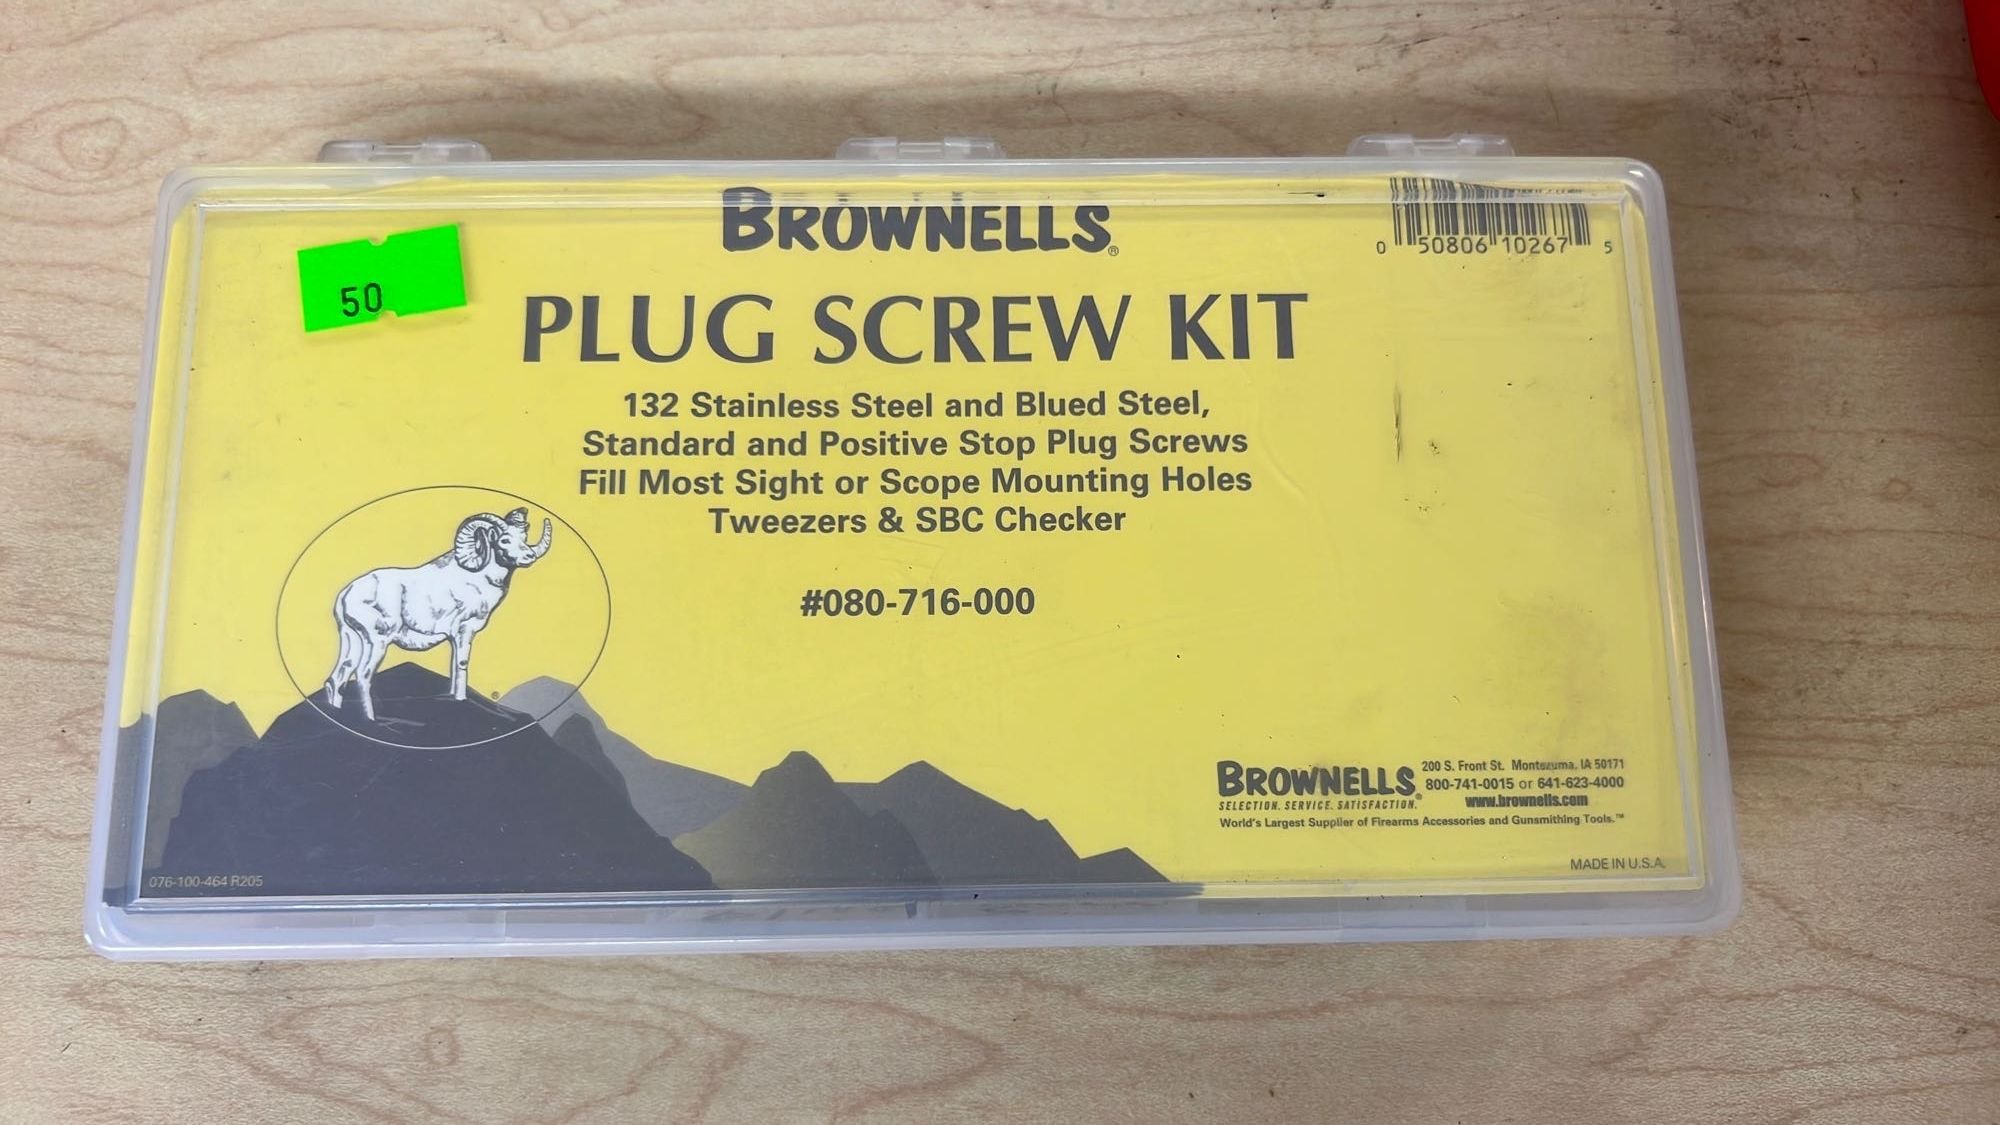 BROWNELLS®
0 50806 10267 5
50
PLUG SCREW KIT
132 Stainless Steel and Blued Steel,
Standard and Positive Stop Plug Screws
Fill Most Sight or Scope Mounting Holes
Tweezers & SBC Checker
#080-716-000
®
BROWNELLS®
SELECTION. SERVICE. SATISFACTION.
200 S. Front St. Montezuma, IA 50171
800-741-0015 or 641-623-4000
www.brownells.com
World's Largest Supplier of Firearms Accessories and Gunsmithing Tools.™
MADE IN U.S.A.
076-100-464 R205